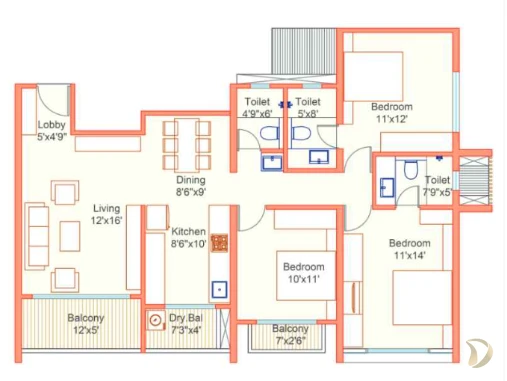 Lobby
5'x4'9"
Toilet
4'9"x6'
Toilet
5'x8'
Bedroom
11'x12'
Dining
8'6"x9'
Toilet
7'9"x5'
Living
12'x16'
Kitchen
8'6"x10'
Bedroom
10'x11'
Bedroom
11'x14'
Balcony
12'x5'
Dry.Bal
7'3"x4'
Balcony
7'x2'6"